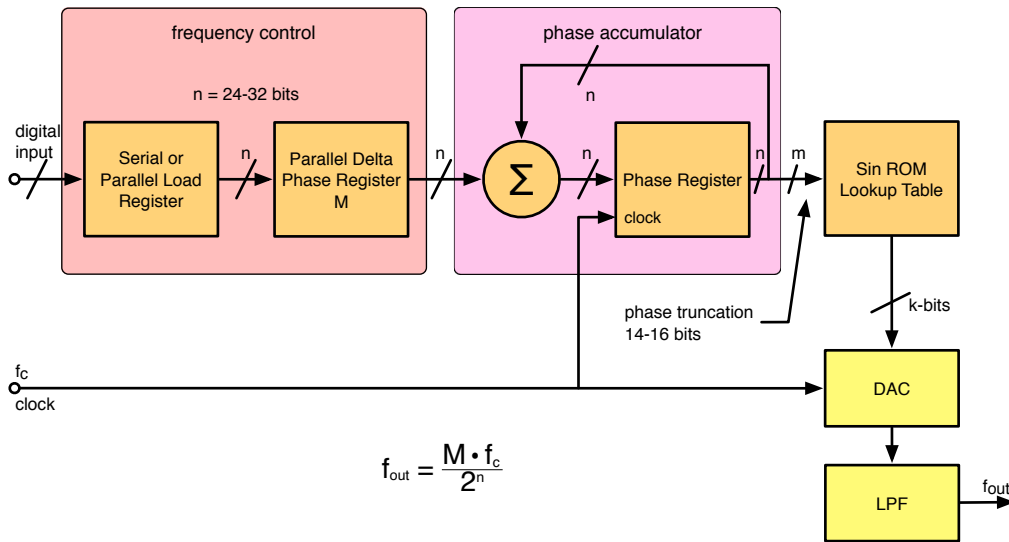 frequency control
phase accumulator
n = 24-32 bits
n
digital
input
Serial or
Parallel Load
Register
n
Parallel Delta
Phase Register
M
n
Σ
n
Phase Register
clock
n
m
Sin ROM
Lookup Table
phase truncation
14-16 bits
k-bits
fc
clock
DAC
fout = M • fc
2ⁿ
LPF
fout